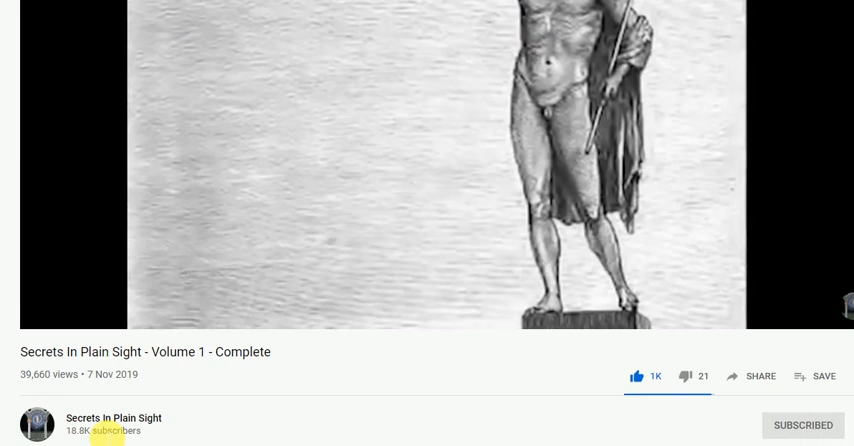 Secrets In Plain Sight - Volume 1 - Complete
39,660 views • 7 Nov 2019
1K 21 SHARE SAVE
Secrets In Plain Sight
18.8K subscribers
SUBSCRIBED